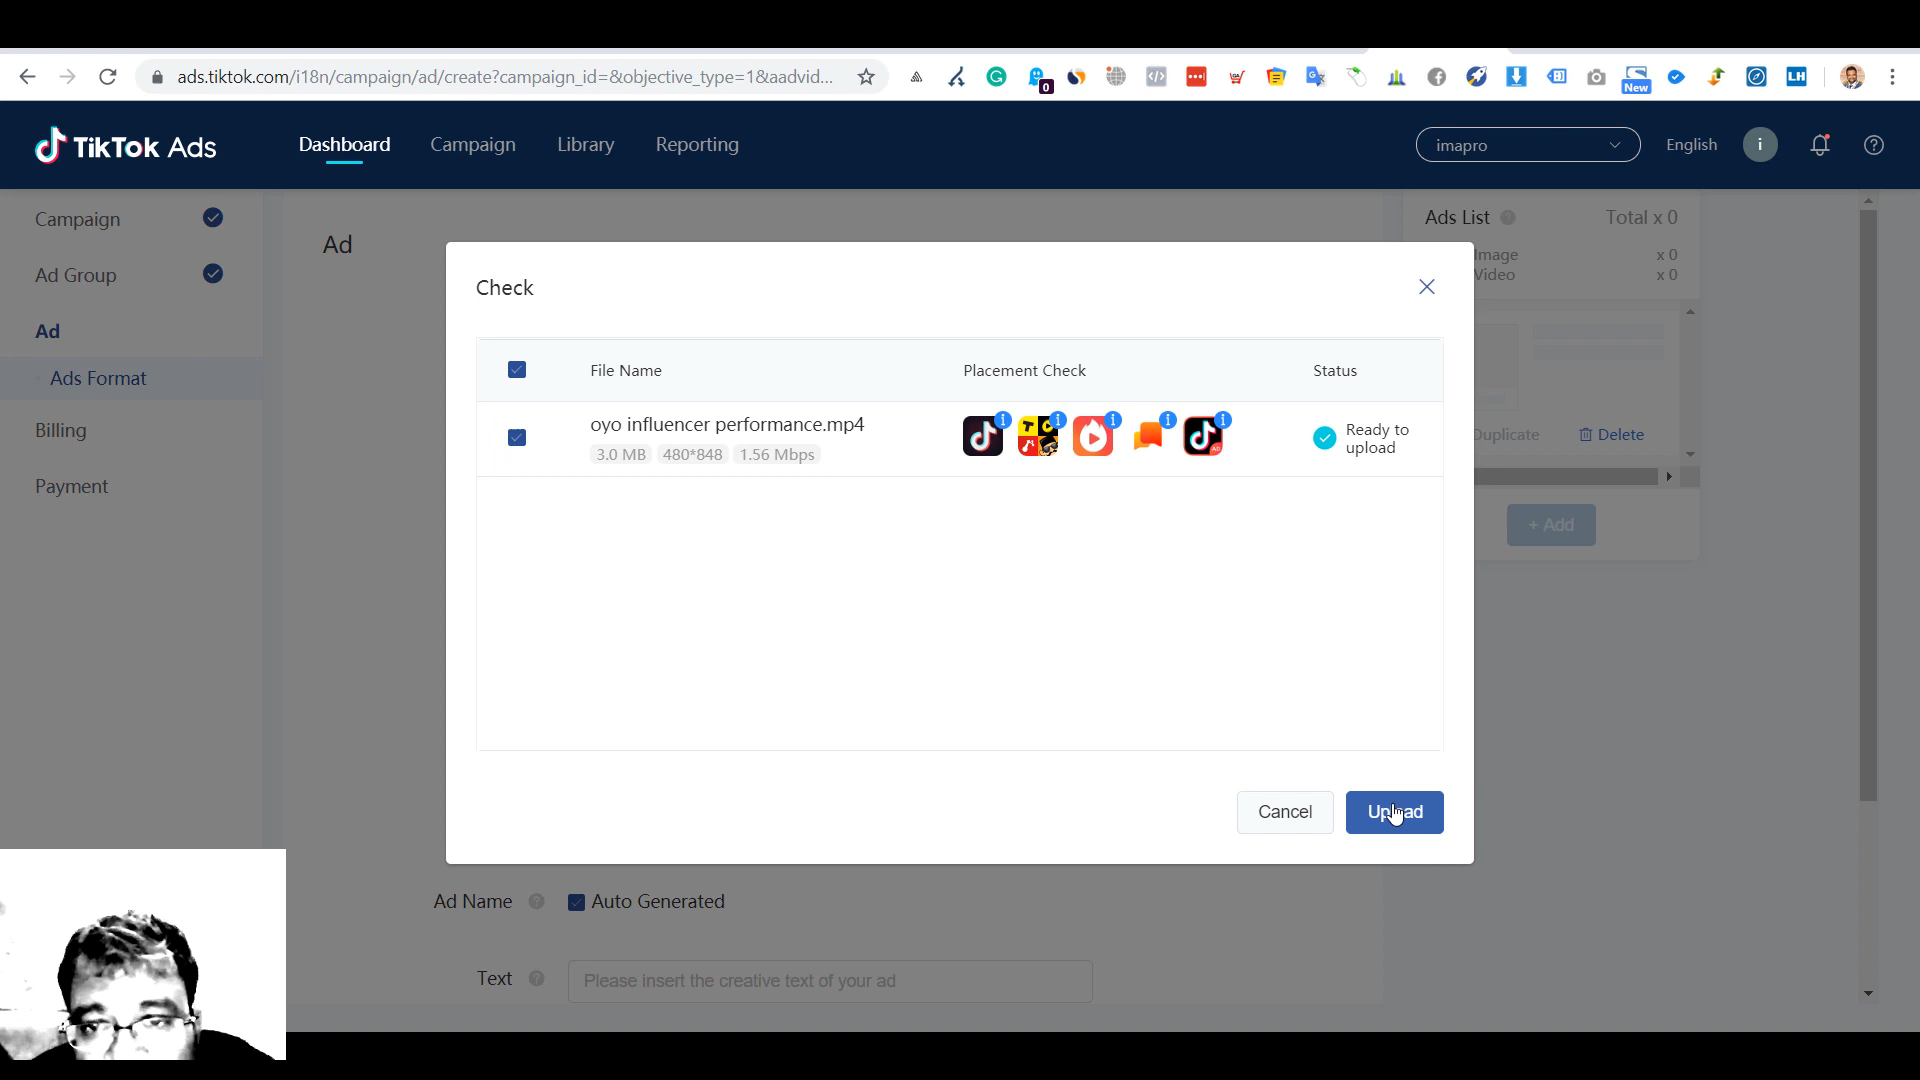 ads.tiktok.com/i18n/campaign/ad/create?campaign_id=&objective_type=1&aadvid...
0
New
LH
TikTok Ads
Dashboard
Campaign
Library
Reporting
imapro
English
i
Campaign
Ad Group
Ad
Ads Format
Billing
Payment
Ad
Ads List
Total x 0
Image
x 0
Video
x 0
Duplicate
Delete
+ Add
Check
File Name
Placement Check
Status
oyo influencer performance.mp4
3.0 MB
480*848
1.56 Mbps
Ready to
upload
Cancel
Upload
Ad Name
Auto Generated
Text
Please insert the creative text of your ad